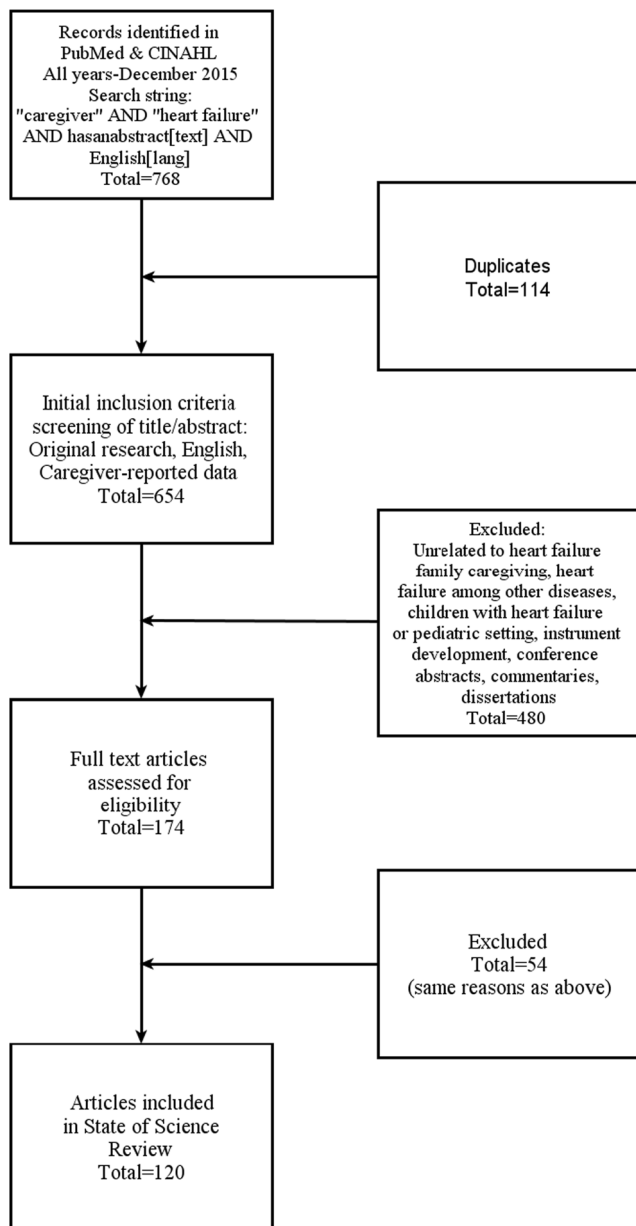 Records identified in
PubMed & CINAHL
All years-December 2015
Search string:
"caregiver" AND "heart failure"
AND hasanabstract[text] AND
English[lang]
Total=768
Duplicates
Total=114
Initial inclusion criteria
screening of title/abstract:
Original research, English,
Caregiver-reported data
Total=654
Excluded:
Unrelated to heart failure
family caregiving, heart
failure among other diseases,
children with heart failure
or pediatric setting, instrument
development, conference
abstracts, commentaries,
dissertations
Total=480
Full text articles
assessed for
eligibility
Total=174
Excluded
Total=54
(same reasons as above)
Articles included
in State of Science
Review
Total=120